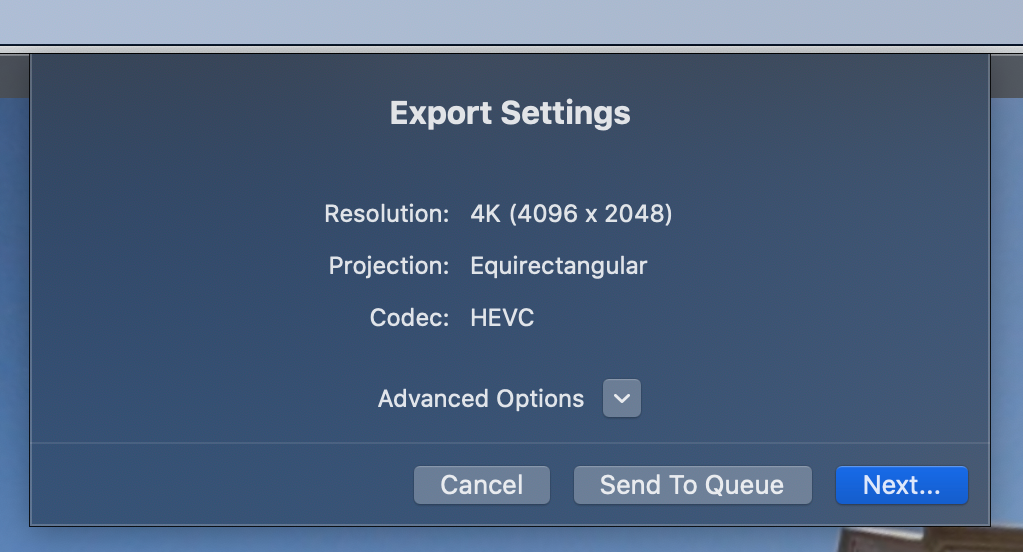 Export Settings
Resolution: 4K (4096 x 2048)
Projection: Equirectangular
Codec: HEVC
Advanced Options
Cancel Send To Queue Next...